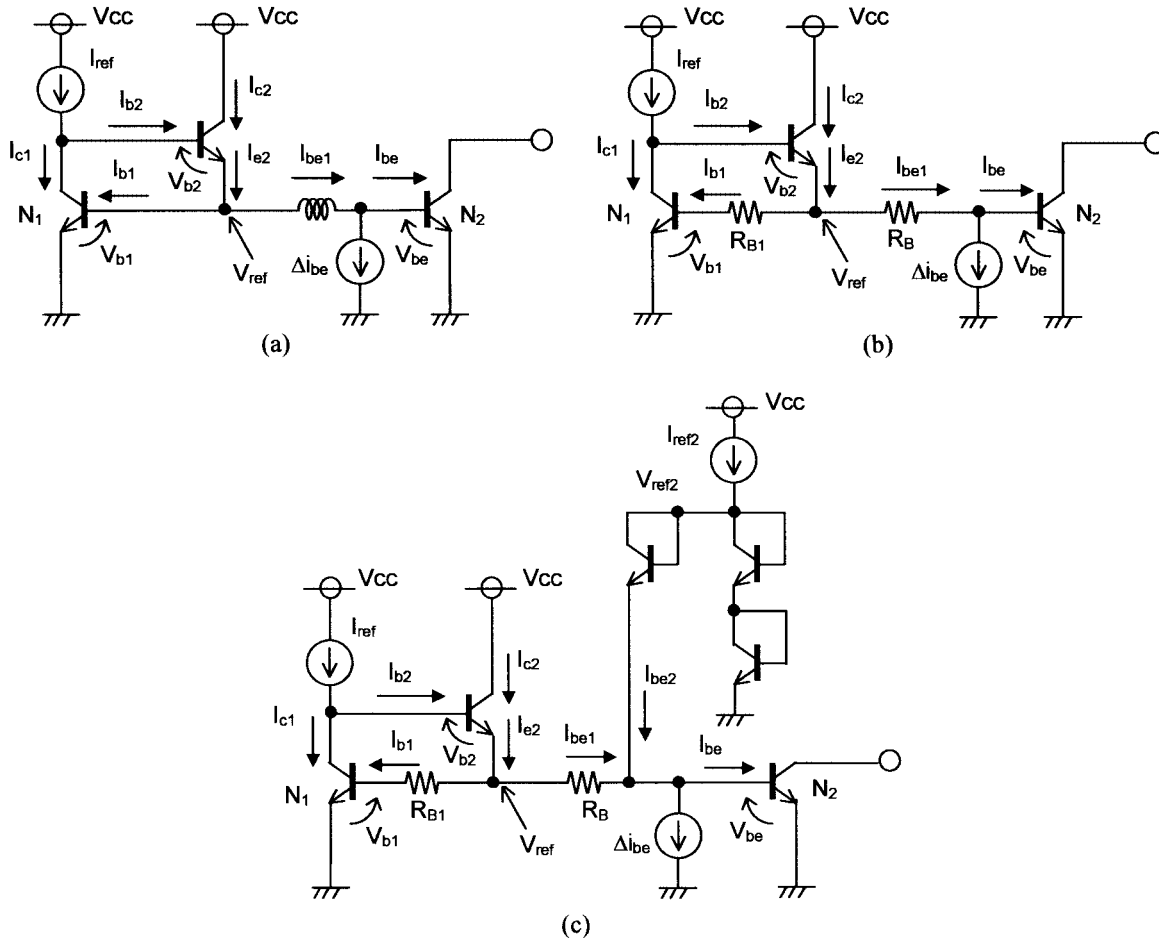 Vcc Vcc
Iref
Ib2 Ic2
Ic1 Ib1 Vb2 Ie2 Ibe1 Ibe
N1 N2
Vb1 Vref Δibe Vbe
(a)
Vcc Vcc
Iref
Ib2 Ic2
Ic1 Ib1 Vb2 Ie2 Ibe1 Ibe
N1 RB1 RB N2
Vb1 Vref Δibe Vbe
(b)
Vcc
Iref2
Vref2
Vcc Vcc
Iref
Ib2 Ic2 Ibe2
Ic1 Ib1 Vb2 Ie2 Ibe1 Ibe
N1 RB1 RB N2
Vb1 Vref Δibe Vbe
(c)